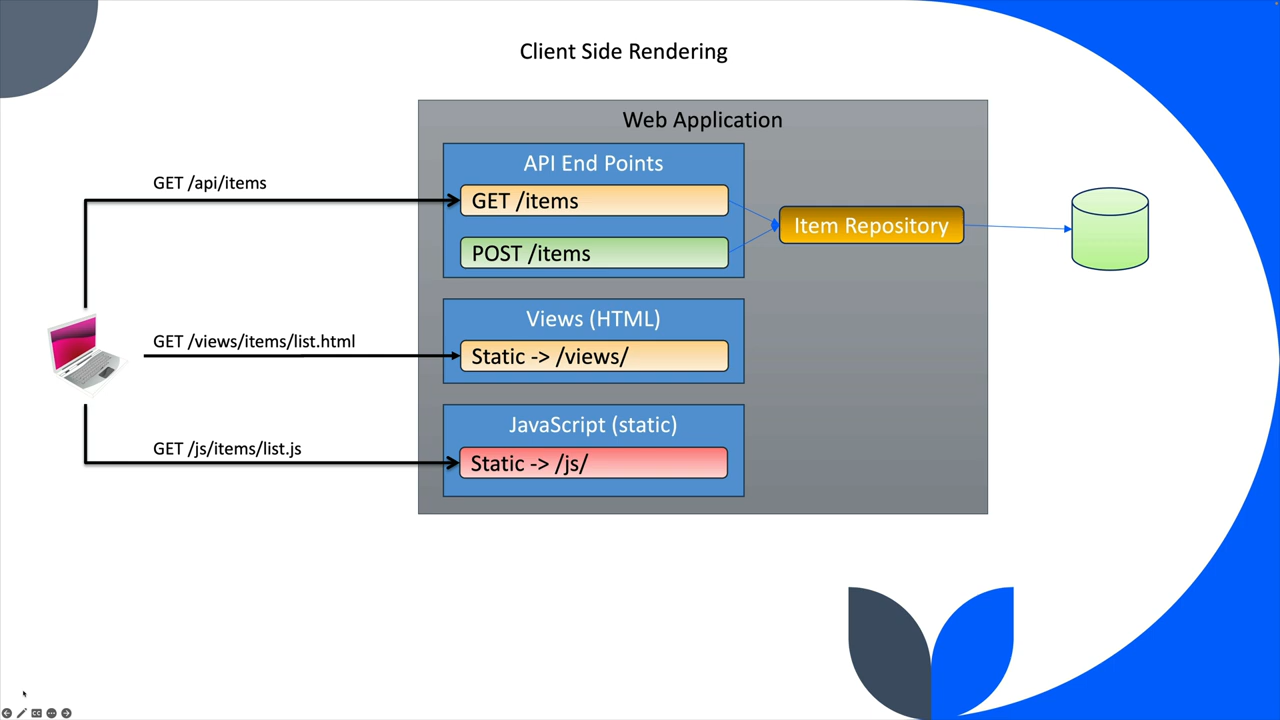 Client Side Rendering
Web Application
API End Points
GET /api/items
GET /items
Item Repository
POST /items
Views (HTML)
GET /views/items/list.html
Static -> /views/
JavaScript (static)
GET /js/items/list.js
Static -> /js/
CC